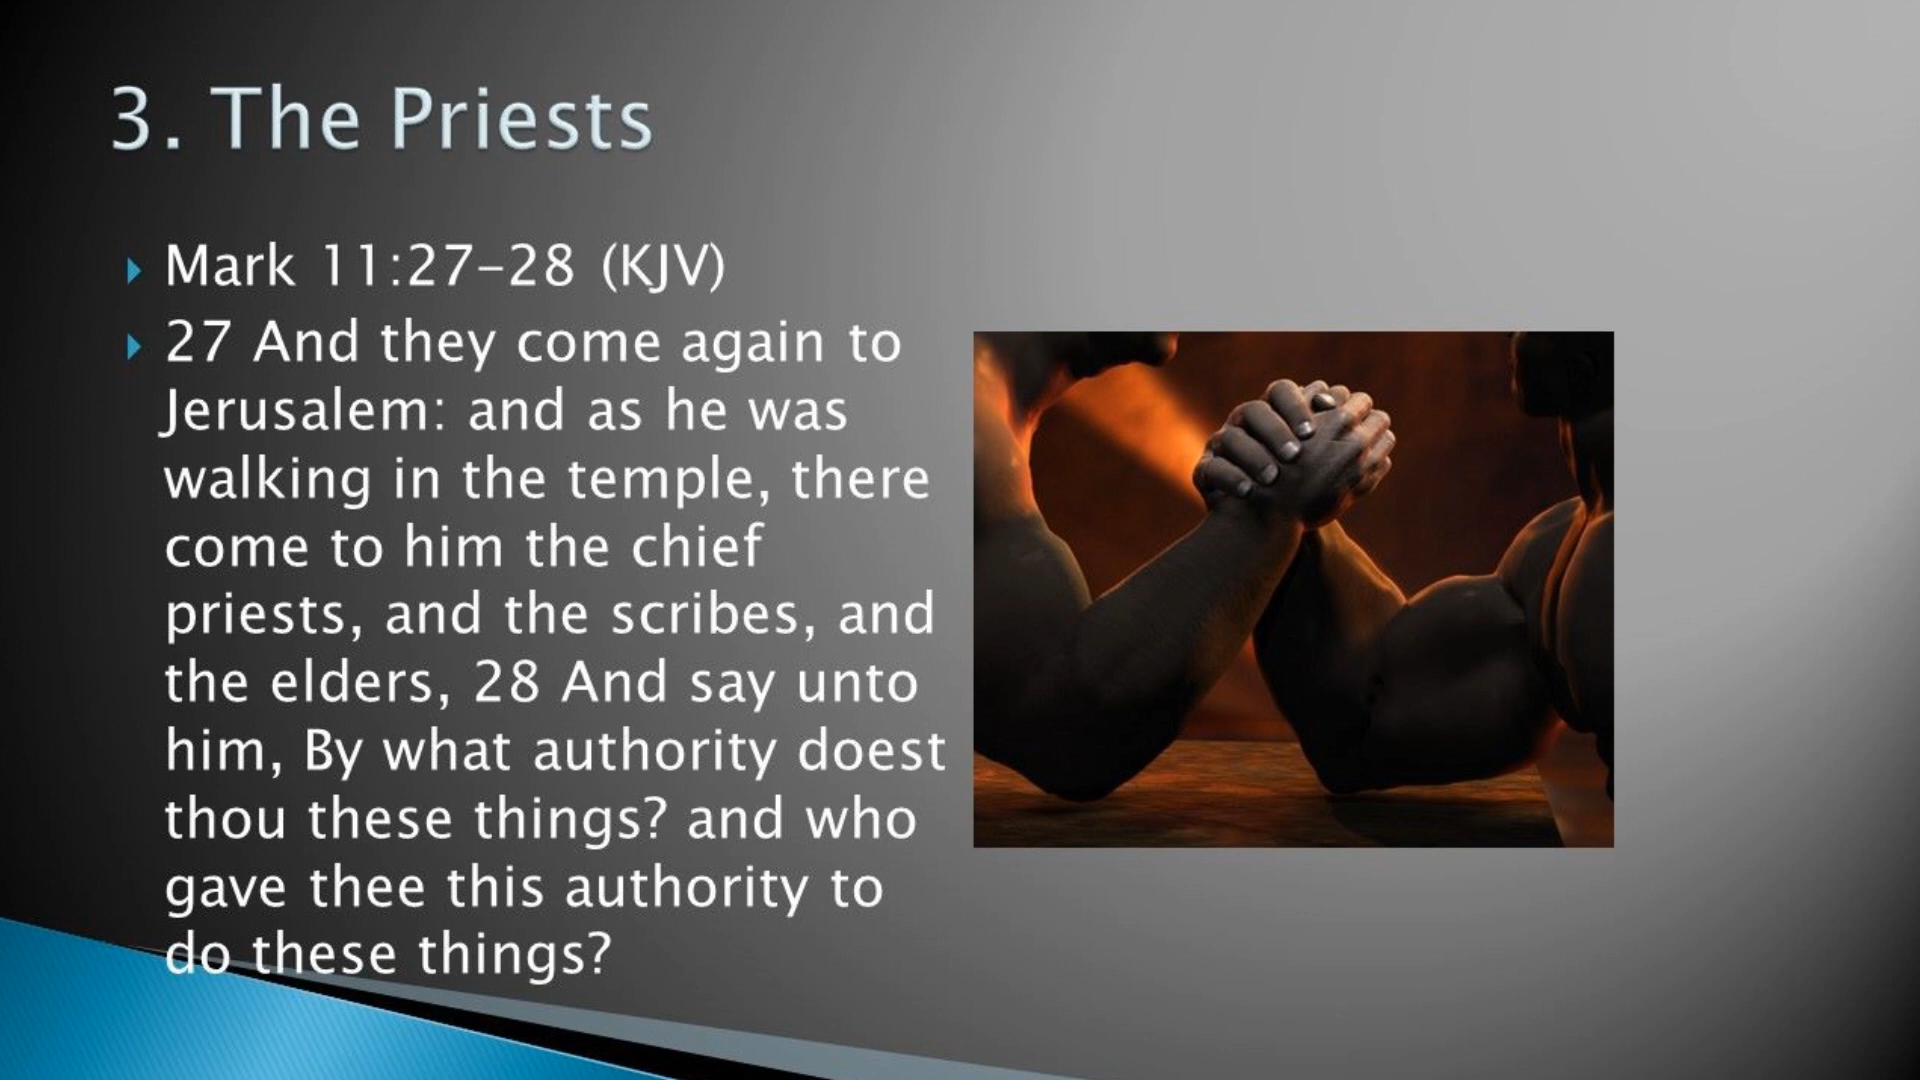 3. The Priests
Mark 11:27-28 (KJV)
27 And they come again to
Jerusalem: and as he was
walking in the temple, there
come to him the chief
priests, and the scribes, and
the elders, 28 And say unto
him, By what authority doest
thou these things? and who
gave thee this authority to
do these things?